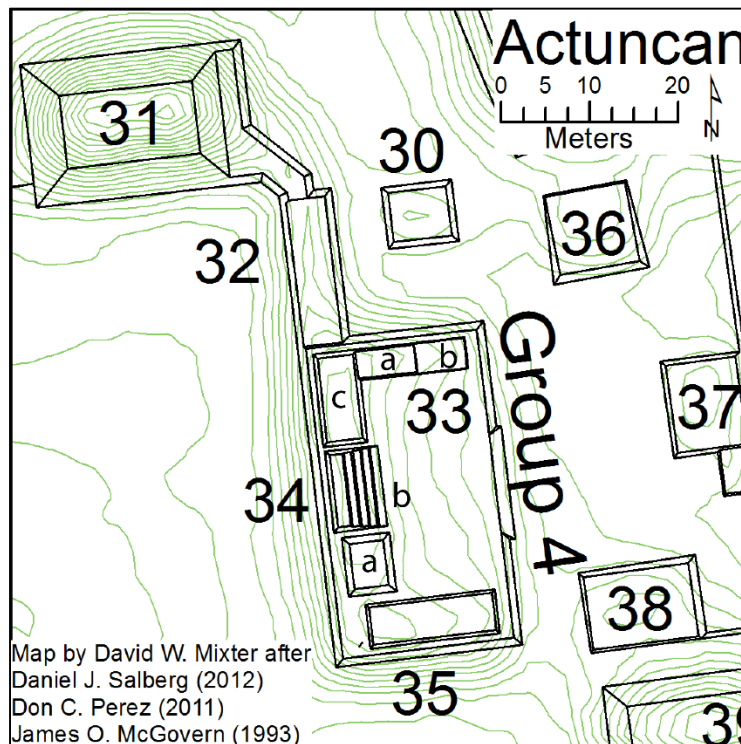 Actuncan
0 5 10 20
Meters
N
31
30
36
32
a b
c
33
Group 4
37
34
b
a
38
35
39
Map by David W. Mixter after
Daniel J. Salberg (2012)
Don C. Perez (2011)
James O. McGovern (1993)